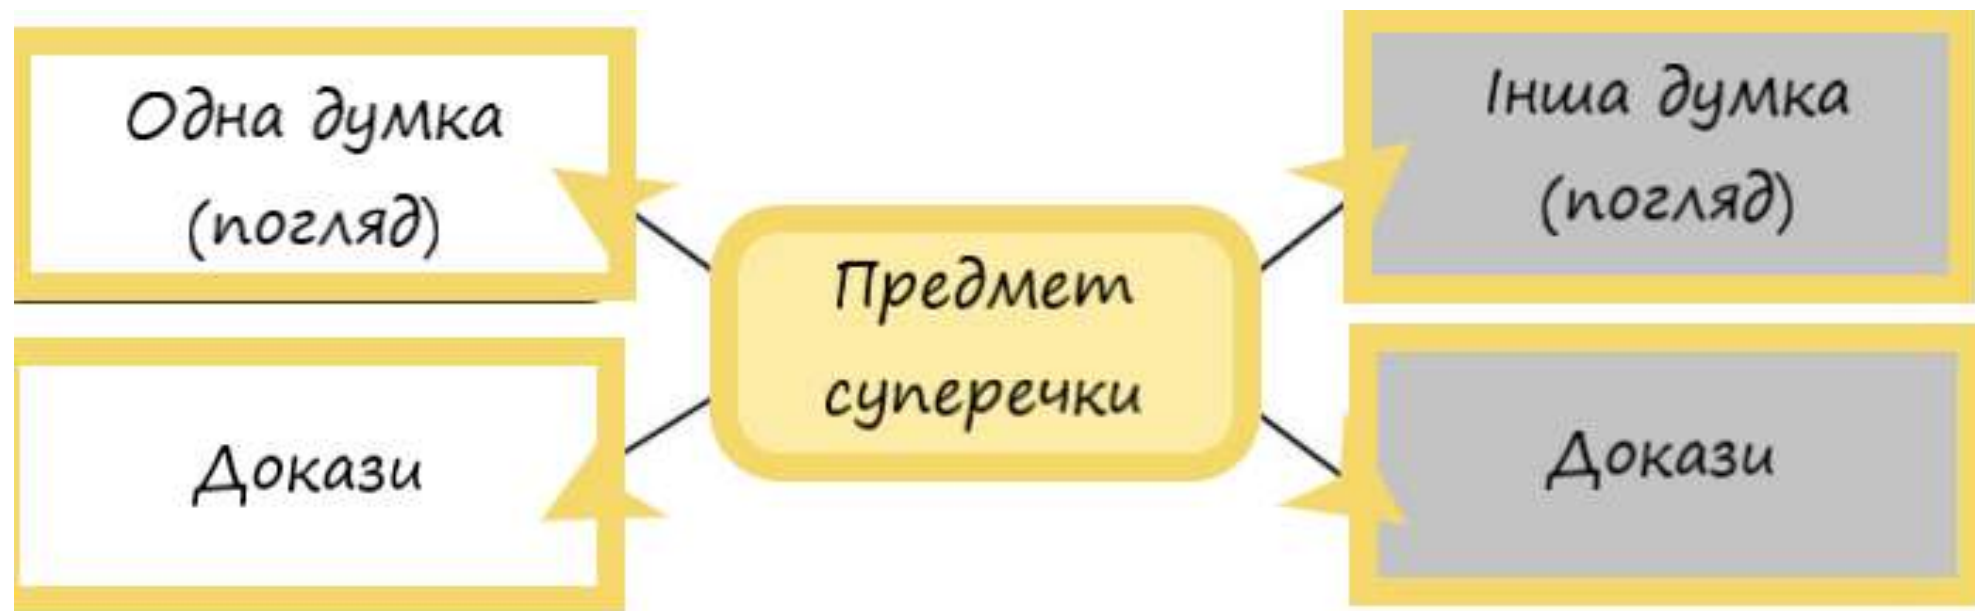 Одна думка
(погляд)
Докази
Предмет
суперечки
Інша думка
(погляд)
Докази